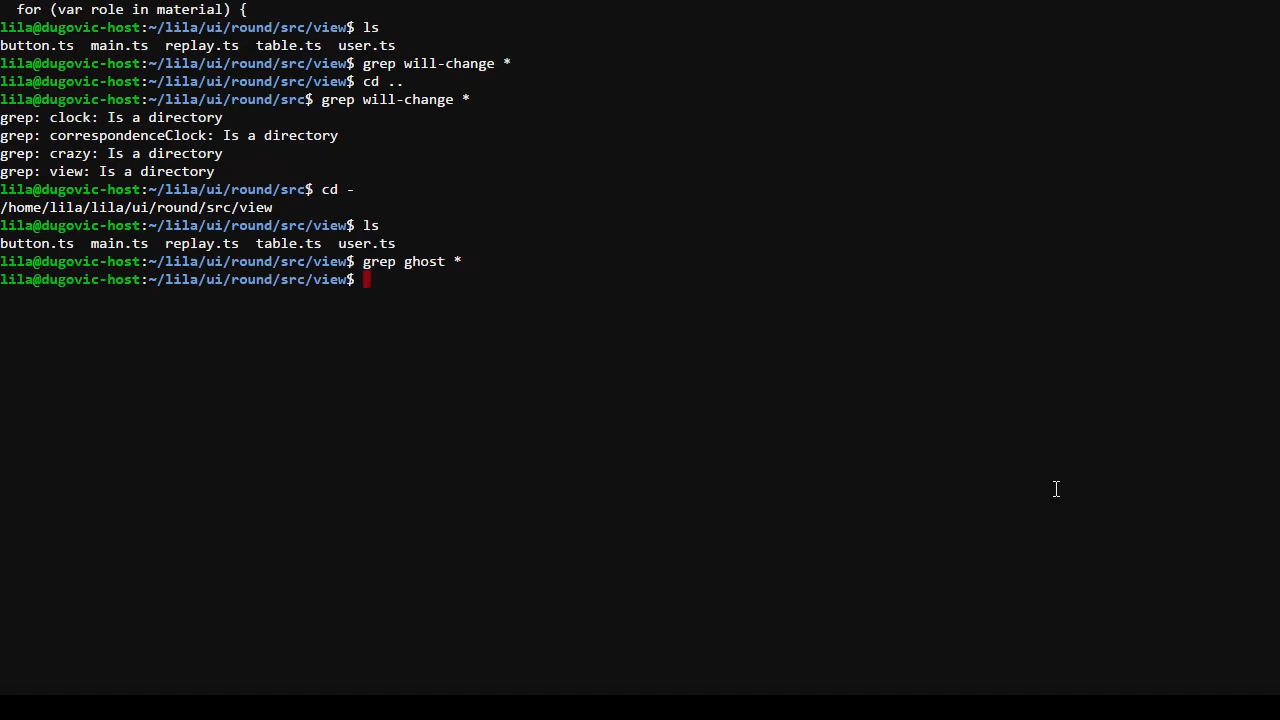 for (var role in material) {
lila@dugovic-host:~/lila/ui/round/src/view$ ls
button.ts  main.ts  replay.ts  table.ts  user.ts
lila@dugovic-host:~/lila/ui/round/src/view$ grep will-change *
lila@dugovic-host:~/lila/ui/round/src/view$ cd ..
lila@dugovic-host:~/lila/ui/round/src$ grep will-change *
grep: clock: Is a directory
grep: correspondenceClock: Is a directory
grep: crazy: Is a directory
grep: view: Is a directory
lila@dugovic-host:~/lila/ui/round/src$ cd -
/home/lila/lila/ui/round/src/view
lila@dugovic-host:~/lila/ui/round/src/view$ ls
button.ts  main.ts  replay.ts  table.ts  user.ts
lila@dugovic-host:~/lila/ui/round/src/view$ grep ghost *
lila@dugovic-host:~/lila/ui/round/src/view$